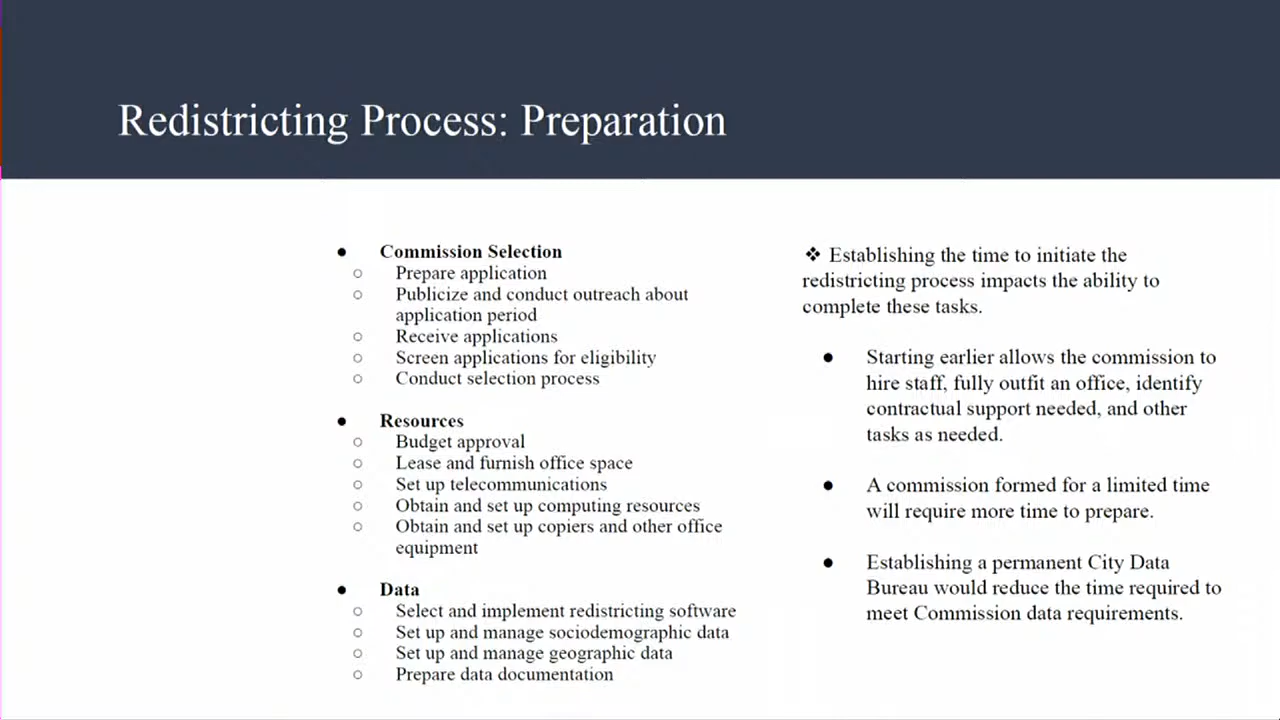 Redistricting Process: Preparation
● Commission Selection
○ Prepare application
○ Publicize and conduct outreach about
application period
○ Receive applications
○ Screen applications for eligibility
○ Conduct selection process
● Resources
○ Budget approval
○ Lease and furnish office space
○ Set up telecommunications
○ Obtain and set up computing resources
○ Obtain and set up copiers and other office
equipment
● Data
○ Select and implement redistricting software
○ Set up and manage sociodemographic data
○ Set up and manage geographic data
○ Prepare data documentation
❖ Establishing the time to initiate the
redistricting process impacts the ability to
complete these tasks.
● Starting earlier allows the commission to
hire staff, fully outfit an office, identify
contractual support needed, and other
tasks as needed.
● A commission formed for a limited time
will require more time to prepare.
● Establishing a permanent City Data
Bureau would reduce the time required to
meet Commission data requirements.